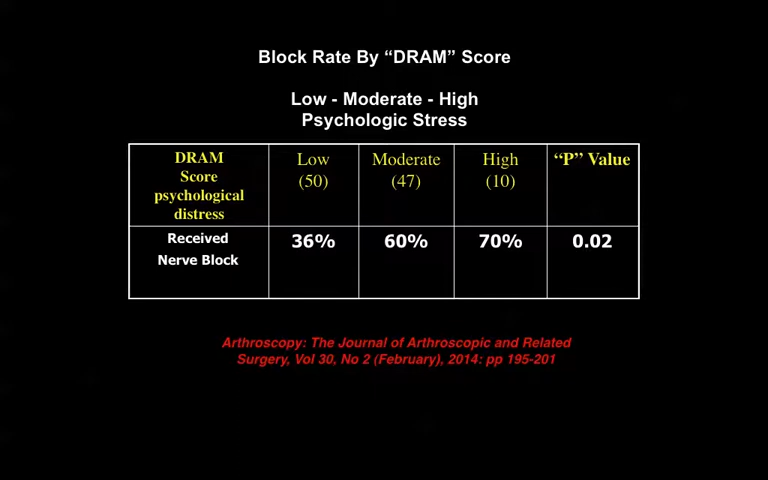 Block Rate By “DRAM” Score
Low - Moderate - High
Psychologic Stress
DRAM
Score
psychological
distress
Low
(50)
Moderate
(47)
High
(10)
“P” Value
Received
Nerve Block
36%
60%
70%
0.02
Arthroscopy: The Journal of Arthroscopic and Related
Surgery, Vol 30, No 2 (February), 2014: pp 195-201